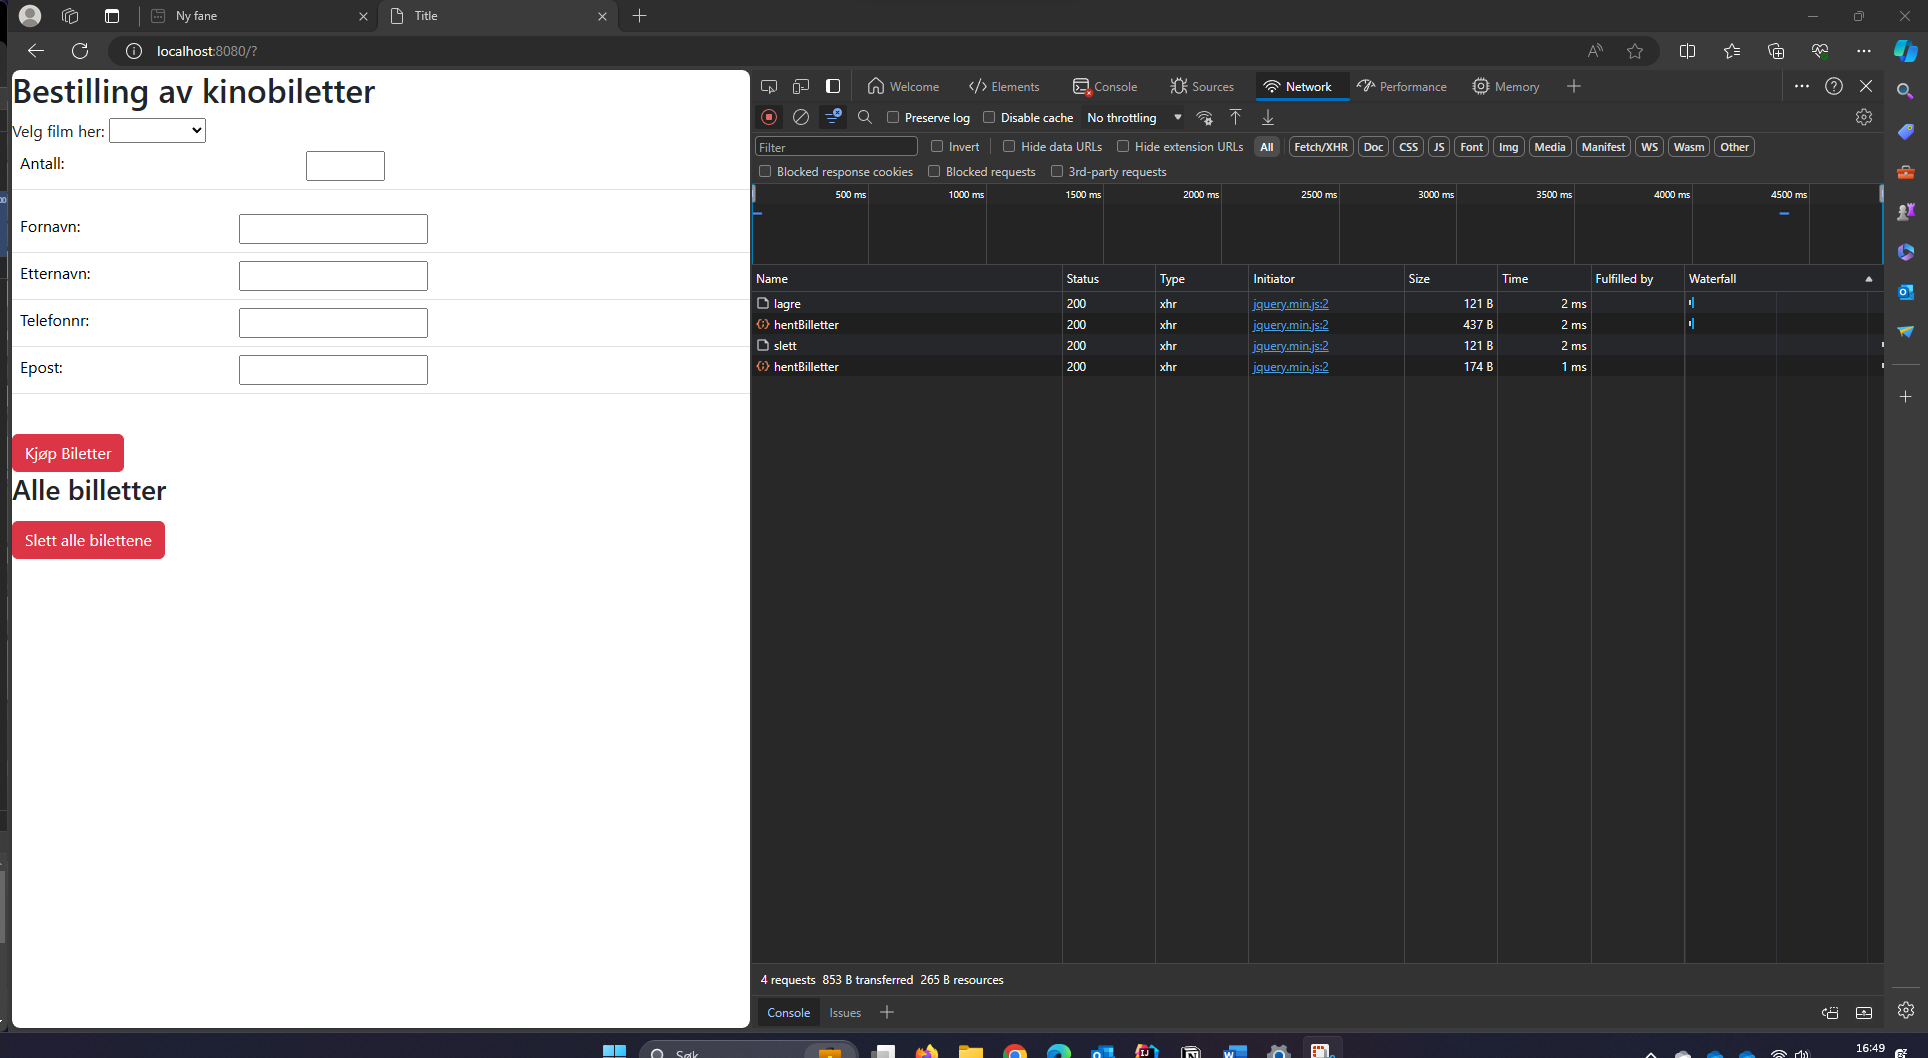 Ny fane
Title
localhost:8080/?
Bestilling av kinobiletter
Velg film her:
Antall:
Fornavn:
Etternavn:
Telefonnr:
Epost:
Kjøp Biletter
Alle billetter
Slett alle bilettene
Welcome Elements Console Sources Network Performance Memory
Preserve log Disable cache No throttling
Filter Invert Hide data URLs Hide extension URLs All Fetch/XHR Doc CSS JS Font Img Media Manifest WS Wasm Other
Blocked response cookies Blocked requests 3rd-party requests
500 ms 1000 ms 1500 ms 2000 ms 2500 ms 3000 ms 3500 ms 4000 ms 4500 ms
Name Status Type Initiator Size Time Fulfilled by Waterfall
lagre 200 xhr jquery.min.js:2 121 B 2 ms
hentBilletter 200 xhr jquery.min.js:2 437 B 2 ms
slett 200 xhr jquery.min.js:2 121 B 2 ms
hentBilletter 200 xhr jquery.min.js:2 174 B 1 ms
4 requests 853 B transferred 265 B resources
Console Issues
Søk
16:49